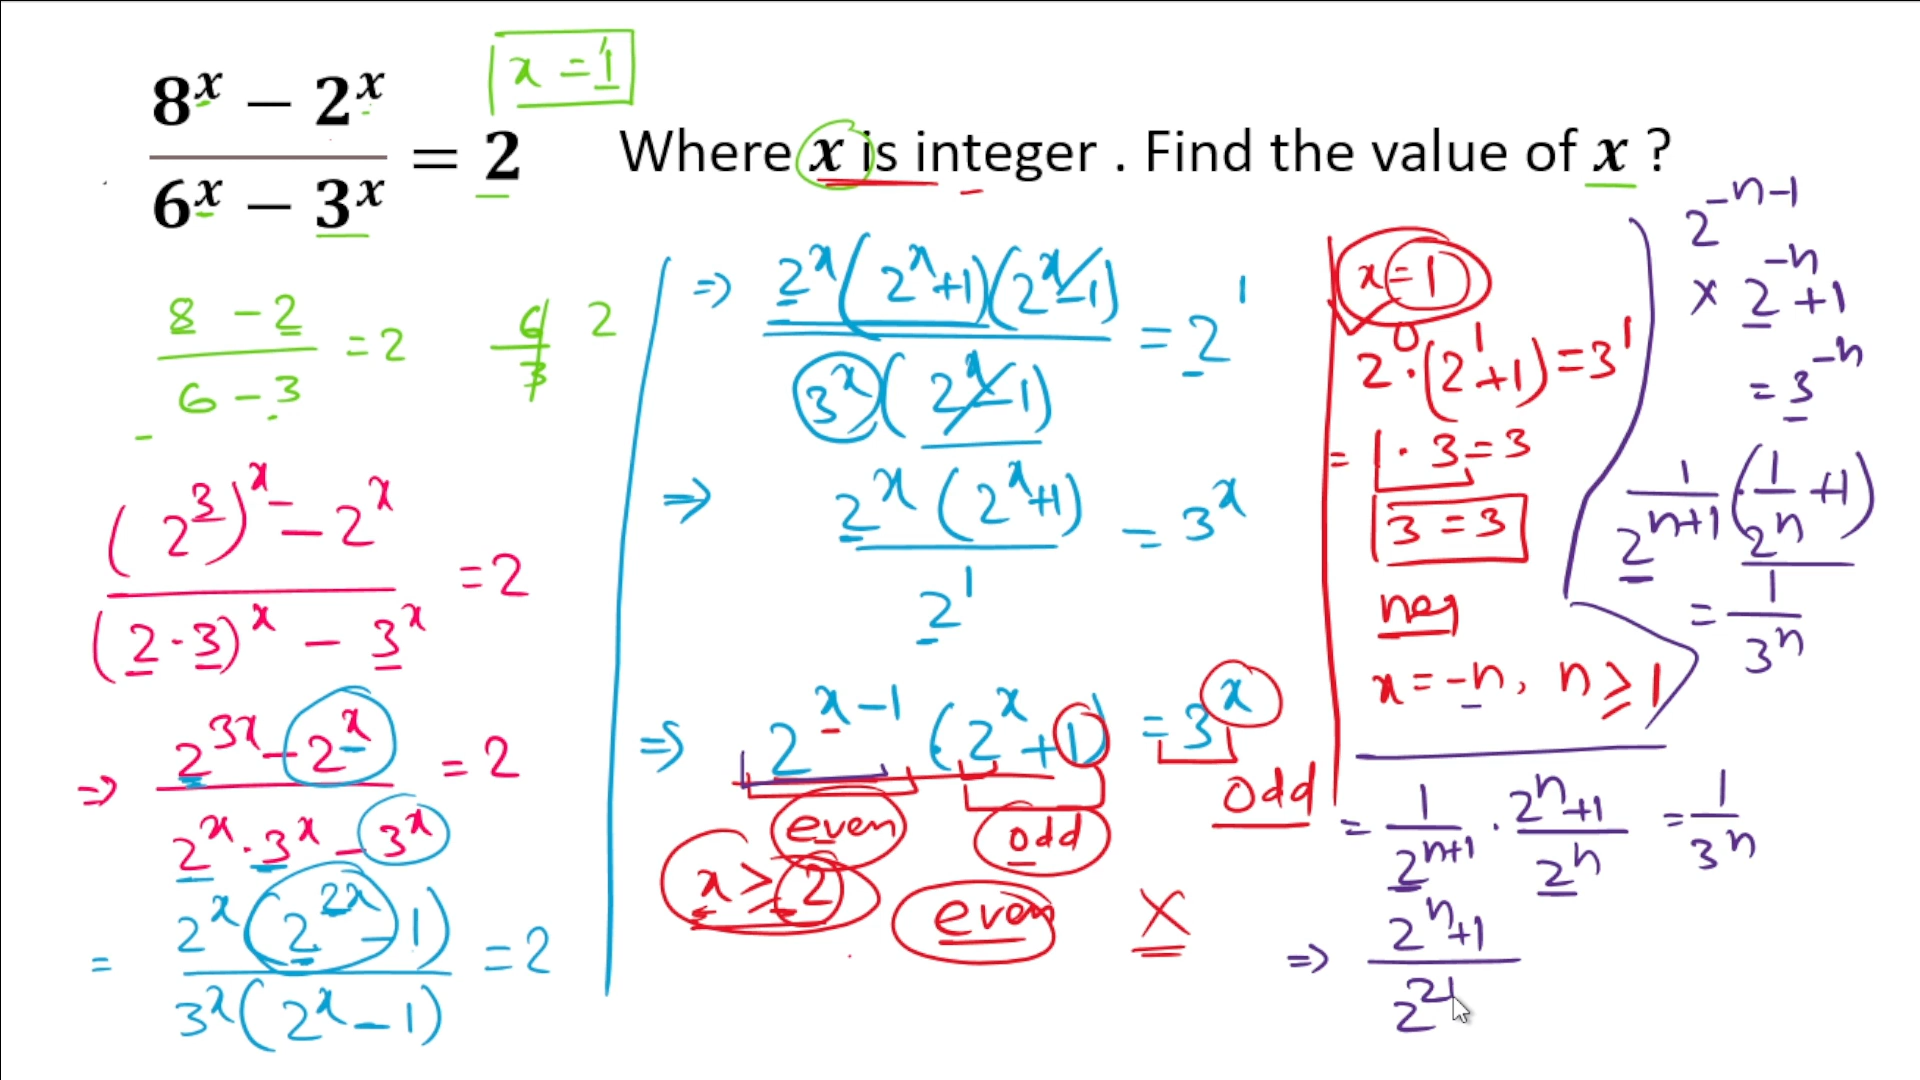 x = 1
(8^x − 2^x)/(6^x − 3^x) = 2 Where x is integer . Find the value of x ?
(8 − 2)/(6 − 3) = 2 6/3 2
((2^3)^x − 2^x)/((2·3)^x − 3^x) = 2
⇒ (2^{3x} − 2^x)/(2^x·3^x − 3^x) = 2
= 2^x(2^{2x} − 1)/(3^x(2^x − 1)) = 2
⇒ 2^x(2^x+1)(2^x−1)/(3^x(2^x−1)) = 2^1
⇒ 2^x(2^x+1)/2^1 = 3^x
⇒ 2^{x−1}(2^x+1) = 3^x
even odd odd
x ≥ 2 even X
x = 1
2^0·(2^1+1) = 3^1
= 1·3 = 3
3 = 3
neg
x = −n, n ≥ 1
2^{−n−1}
× 2^{−n}+1
= 3^{−n}
1/2^{n+1} (1/2^n + 1)
= 1/3^n
= 1/2^{n+1} · (2^n+1)/2^n = 1/3^n
⇒ (2^n+1)/2^2